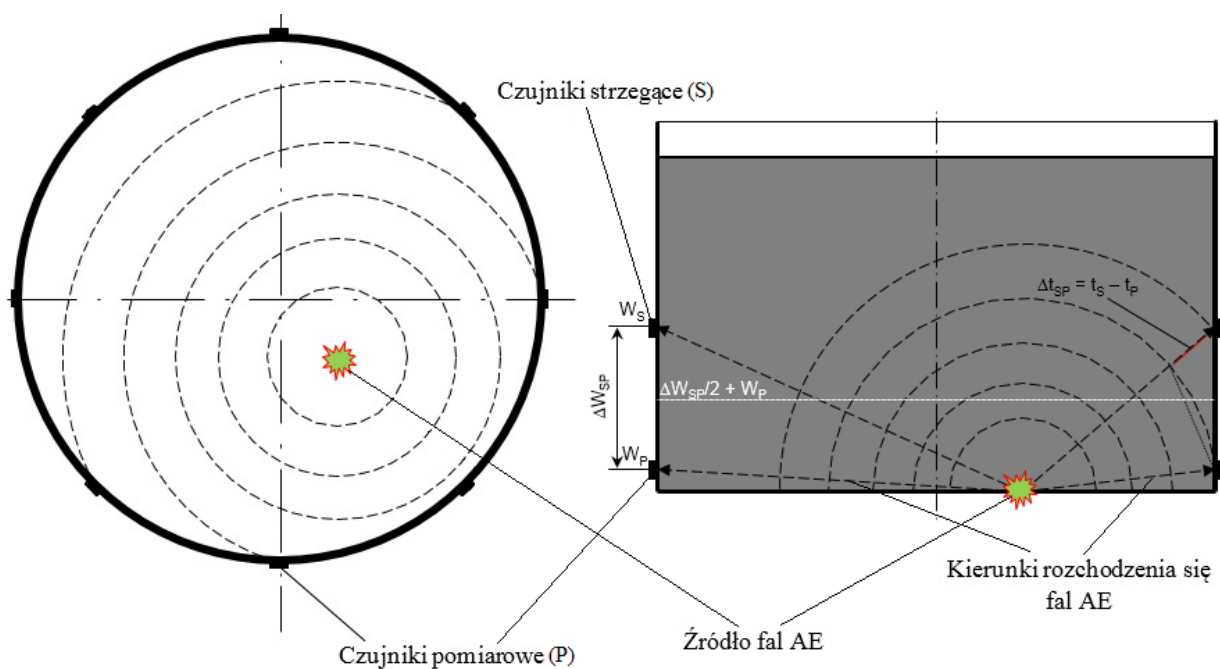 Czujniki strzegące (S)
Δt_SP = t_S – t_P
W_S
ΔW_SP
ΔW_SP/2 + W_P
W_P
Kierunki rozchodzenia się
fal AE
Źródło fal AE
Czujniki pomiarowe (P)